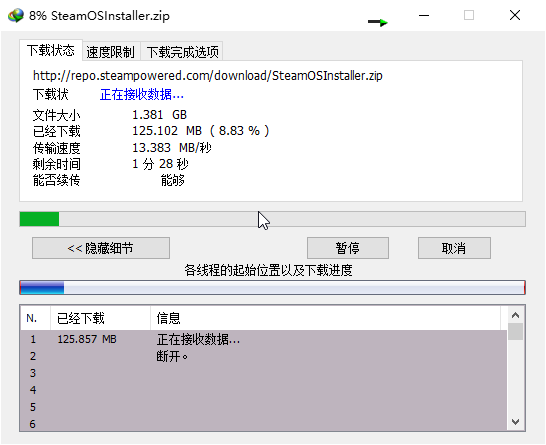 8% SteamOSInstaller.zip
下载状态 速度限制 下载完成选项
http://repo.steampowered.com/download/SteamOSInstaller.zip
下载状 正在接收数据...
文件大小 1.381 GB
已经下载 125.102 MB ( 8.83 % )
传输速度 13.383 MB/秒
剩余时间 1 分 28 秒
能否续传 能够
<< 隐藏细节 暂停 取消
各线程的起始位置以及下载进度
N. 已经下载 信息
1 125.857 MB 正在接收数据...
2 断开。
3
4
5
6